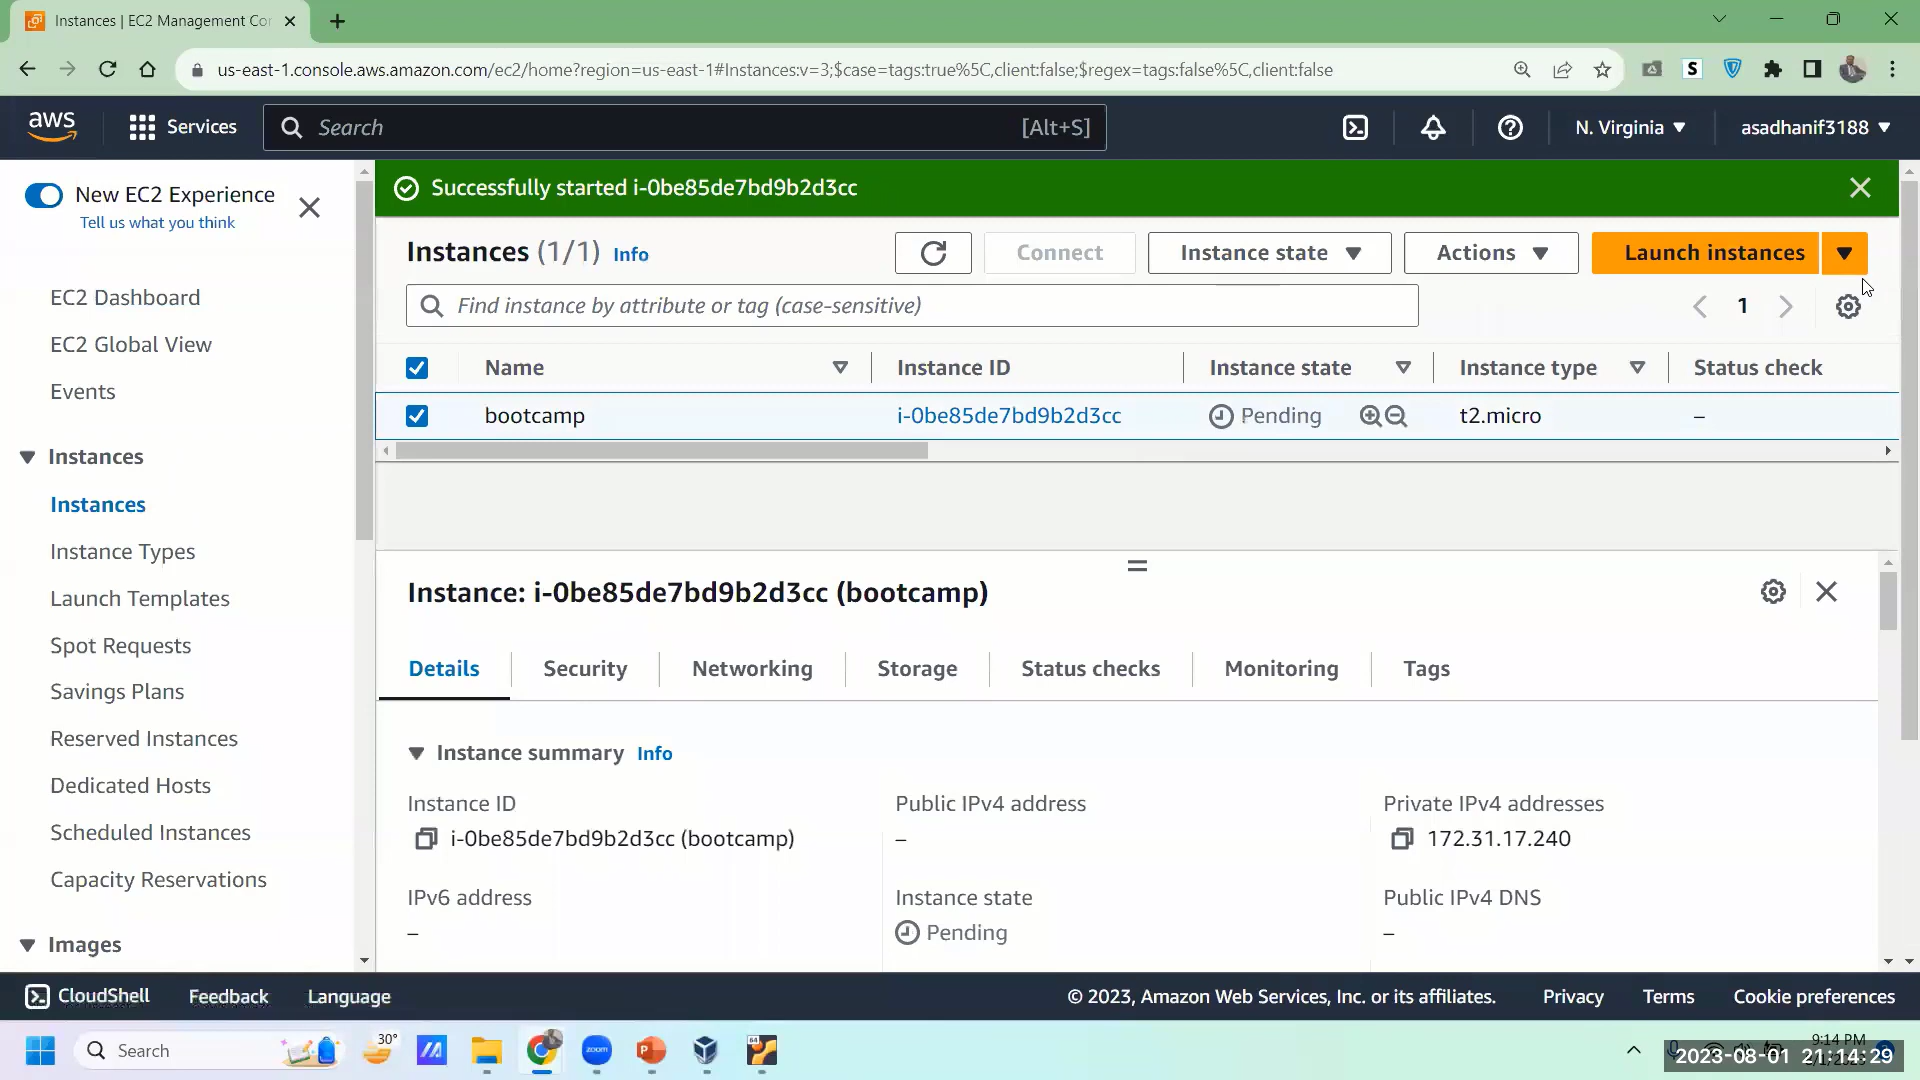 Instances | EC2 Management Co
us-east-1.console.aws.amazon.com/ec2/home?region=us-east-1#Instances:v=3;$case=tags:true%5C,client:false;$regex=tags:false%5C,client:false
aws Services Search [Alt+S] N. Virginia asadhanif3188
New EC2 Experience
Tell us what you think
EC2 Dashboard
EC2 Global View
Events
Instances
Instances
Instance Types
Launch Templates
Spot Requests
Savings Plans
Reserved Instances
Dedicated Hosts
Scheduled Instances
Capacity Reservations
Images
Successfully started i-0be85de7bd9b2d3cc
Instances (1/1) Info Connect Instance state Actions Launch instances
Find instance by attribute or tag (case-sensitive) 1
Name Instance ID Instance state Instance type Status check
bootcamp i-0be85de7bd9b2d3cc Pending t2.micro –
Instance: i-0be85de7bd9b2d3cc (bootcamp)
Details Security Networking Storage Status checks Monitoring Tags
Instance summary Info
Instance ID Public IPv4 address Private IPv4 addresses
i-0be85de7bd9b2d3cc (bootcamp) – 172.31.17.240
IPv6 address Instance state Public IPv4 DNS
– Pending –
CloudShell Feedback Language © 2023, Amazon Web Services, Inc. or its affiliates. Privacy Terms Cookie preferences
Search 30° zoom 9:14 PM
2023-08-01 21:14:29